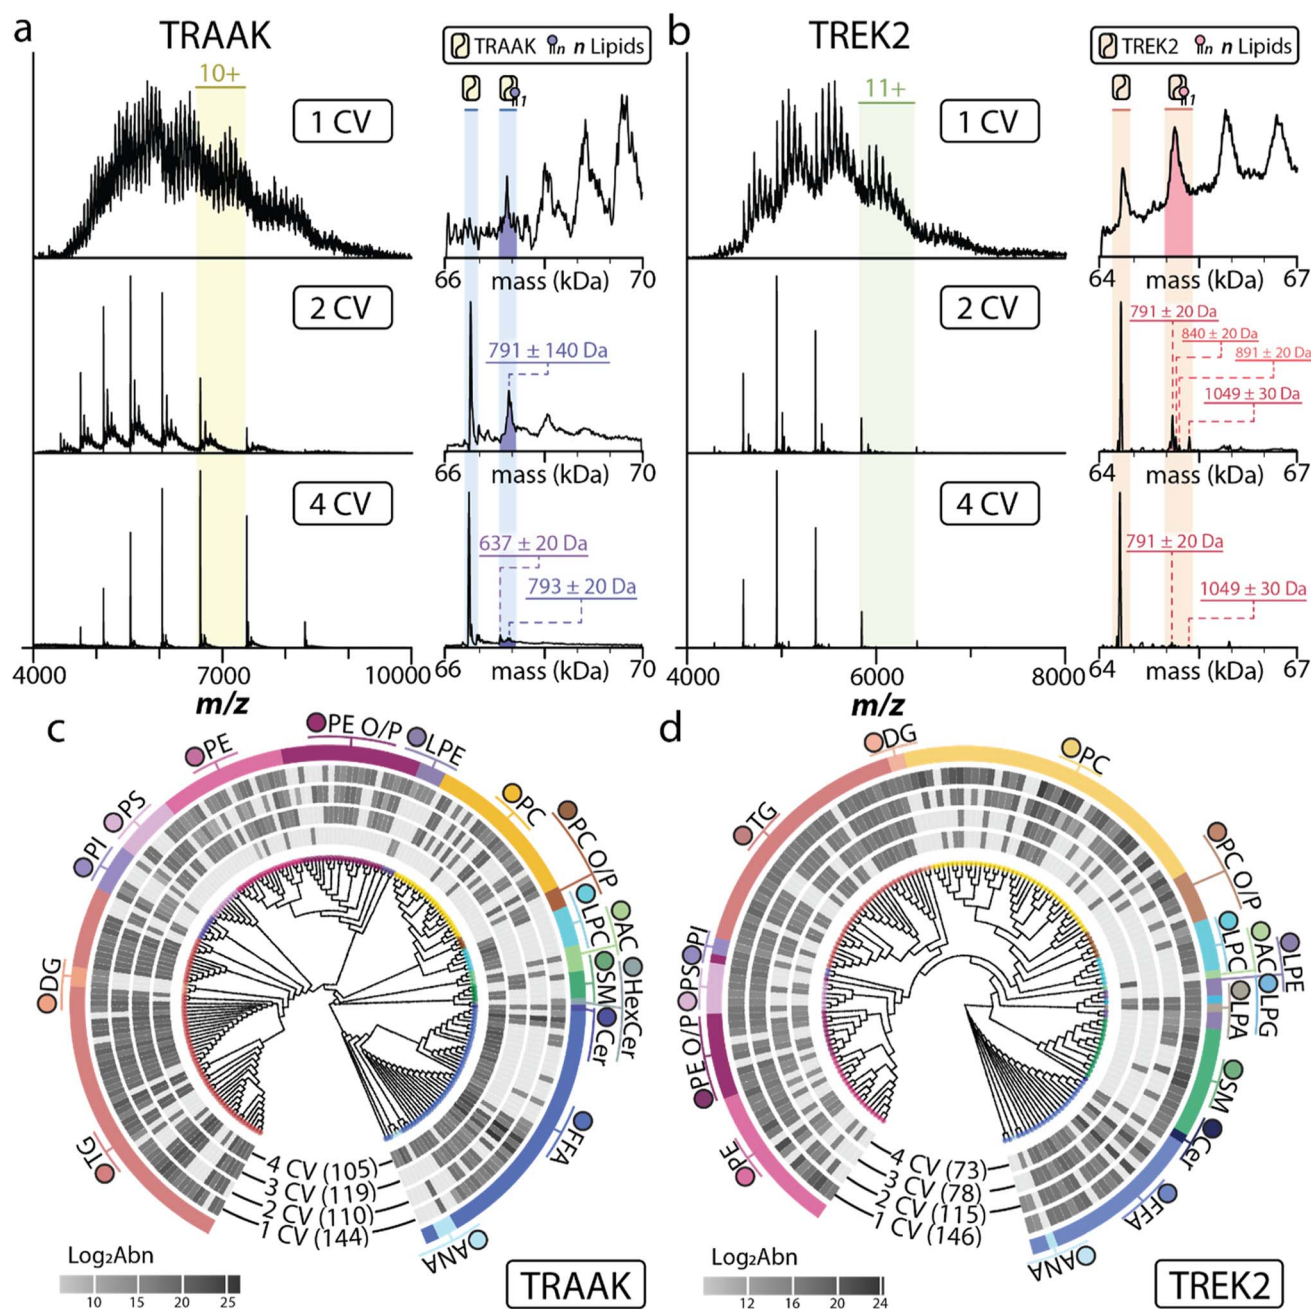 a
TRAAK
TRAAK n n Lipids
10+
1
1 CV
66 mass (kDa) 70
2 CV
791 ± 140 Da
66 mass (kDa) 70
4 CV
637 ± 20 Da
793 ± 20 Da
66 mass (kDa) 70
4000 7000 10000
m/z
b
TREK2
TREK2 n n Lipids
11+
1
1 CV
64 mass (kDa) 67
2 CV
791 ± 20 Da
840 ± 20 Da
891 ± 20 Da
1049 ± 30 Da
64 mass (kDa) 67
4 CV
791 ± 20 Da
1049 ± 30 Da
64 mass (kDa) 67
4000 6000 8000
m/z
c
TG
DG
PI
PS
PE
PE O/P
LPE
PC
PC O/P
LPC
AC
SM
HexCer
Cer
FFA
ANA
4 CV (105)
3 CV (119)
2 CV (110)
1 CV (144)
Log₂Abn
10 15 20 25
TRAAK
d
PE
PE O/P
PS
PI
TG
DG
PC
PC O/P
LPC
AC
LPE
LPG
LPA
SM
Cer
FFA
ANA
4 CV (73)
3 CV (78)
2 CV (115)
1 CV (146)
Log₂Abn
12 16 20 24
TREK2